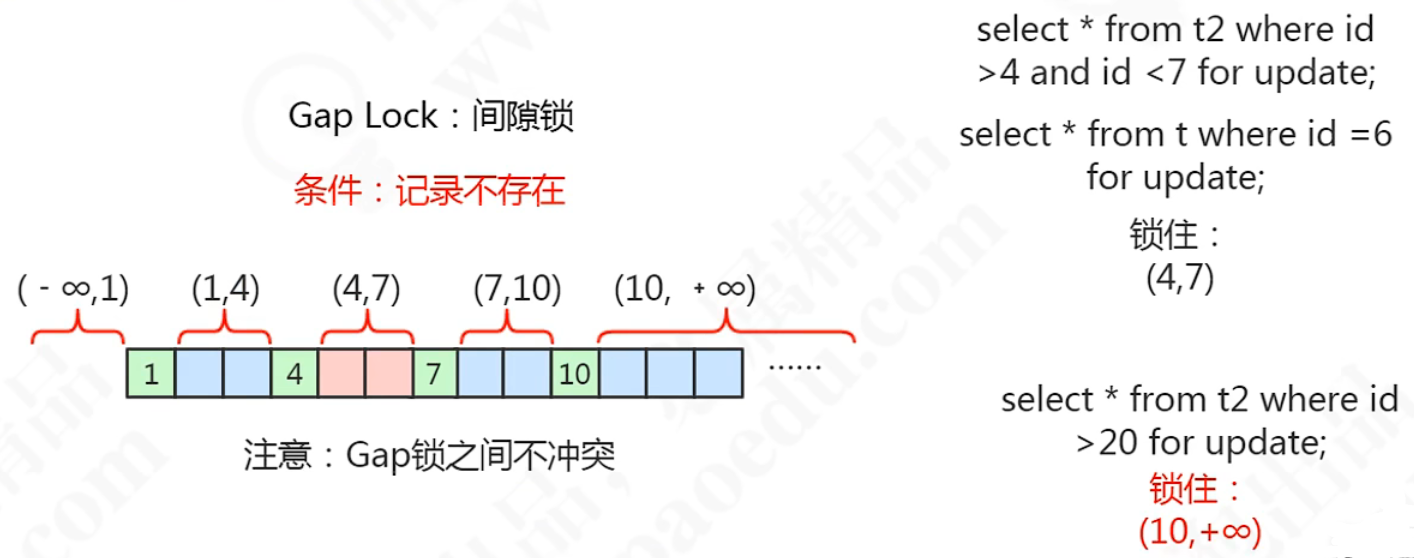 select * from t2 where id
>4 and id <7 for update;
Gap Lock：间隙锁
select * from t where id =6
for update;
条件：记录不存在
锁住：
(4,7)
( - ∞,1) (1,4) (4,7) (7,10) (10, + ∞)
1 4 7 10 ······
select * from t2 where id
>20 for update;
注意：Gap锁之间不冲突
锁住：
(10,+∞)